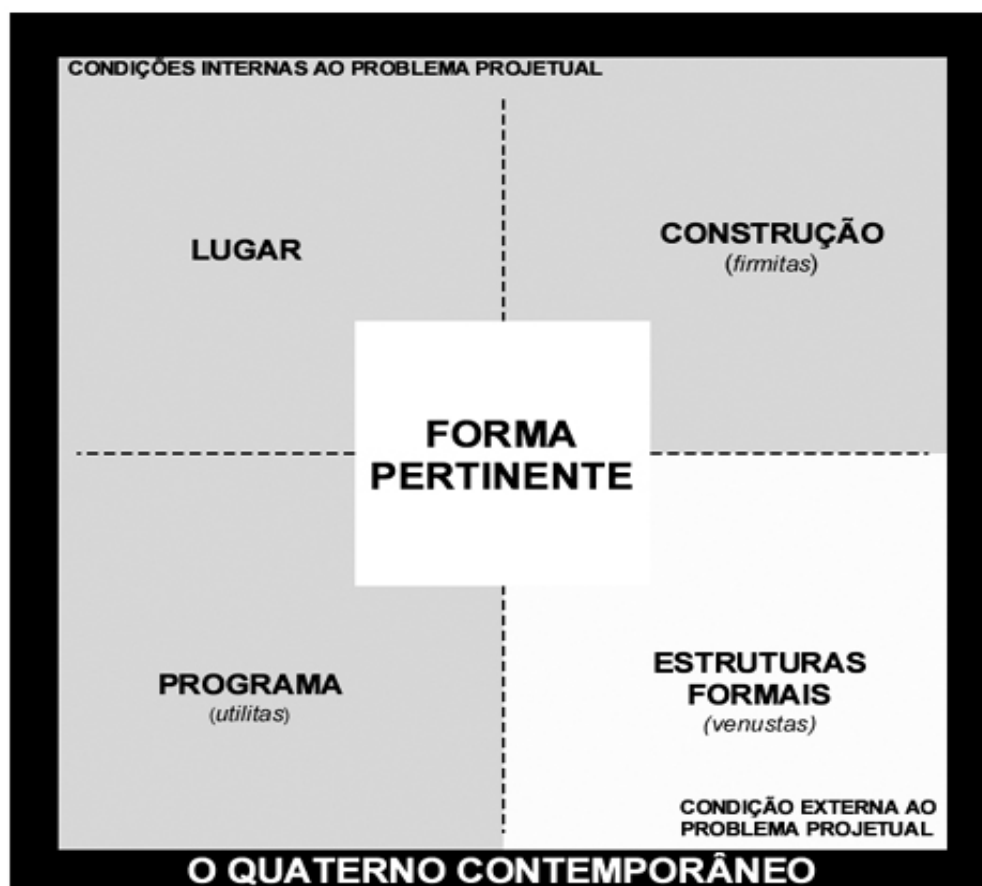 CONDIÇÕES INTERNAS AO PROBLEMA PROJETUAL
LUGAR
CONSTRUÇÃO
(firmitas)
FORMA
PERTINENTE
PROGRAMA
(utilitas)
ESTRUTURAS
FORMAIS
(venustas)
CONDIÇÃO EXTERNA AO
PROBLEMA PROJETUAL
O QUATERNO CONTEMPORÂNEO